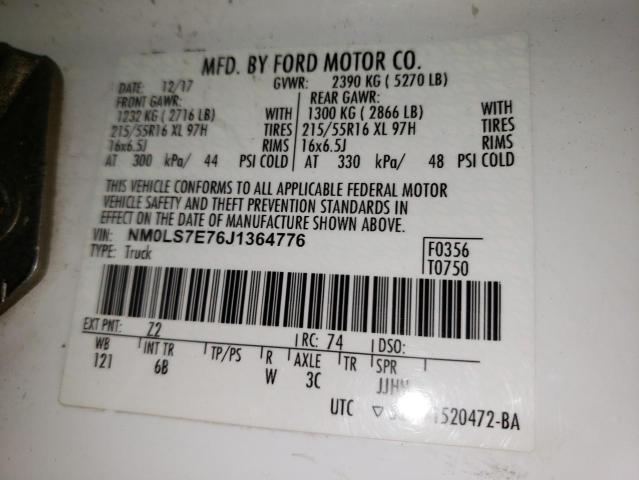 MFD. BY FORD MOTOR CO.
DATE: 12/17 GVWR: 2390 KG ( 5270 LB)
FRONT GAWR: REAR GAWR:
1232 KG ( 2716 LB) WITH 1300 KG ( 2866 LB) WITH
215/55R16 XL 97H TIRES 215/55R16 XL 97H TIRES
16x6.5J RIMS 16x6.5J RIMS
AT 300 kPa/ 44 PSI COLD AT 330 kPa/ 48 PSI COLD
THIS VEHICLE CONFORMS TO ALL APPLICABLE FEDERAL MOTOR
VEHICLE SAFETY AND THEFT PREVENTION STANDARDS IN
EFFECT ON THE DATE OF MANUFACTURE SHOWN ABOVE.
VIN: NM0LS7E76J1364776 F0356
TYPE: Truck T0750
EXT PNT: Z2 RC: 74 DSO:
WB INT TR TP/PS R AXLE TR SPR
121 6B W 3C JJHN
UTC 1520472-BA